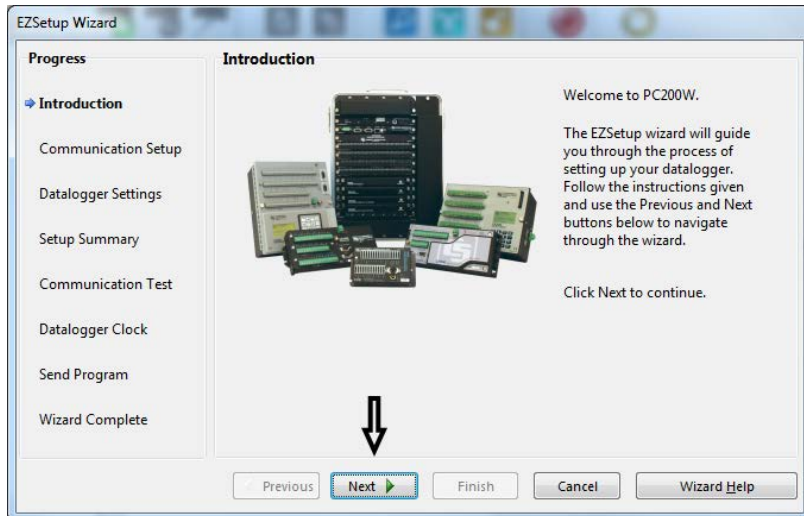 EZSetup Wizard
Progress
Introduction
Communication Setup
Datalogger Settings
Setup Summary
Communication Test
Datalogger Clock
Send Program
Wizard Complete
Introduction
Welcome to PC200W.
The EZSetup wizard will guide
you through the process of
setting up your datalogger.
Follow the instructions given
and use the Previous and Next
buttons below to navigate
through the wizard.
Click Next to continue.
Previous
Next
Finish
Cancel
Wizard Help